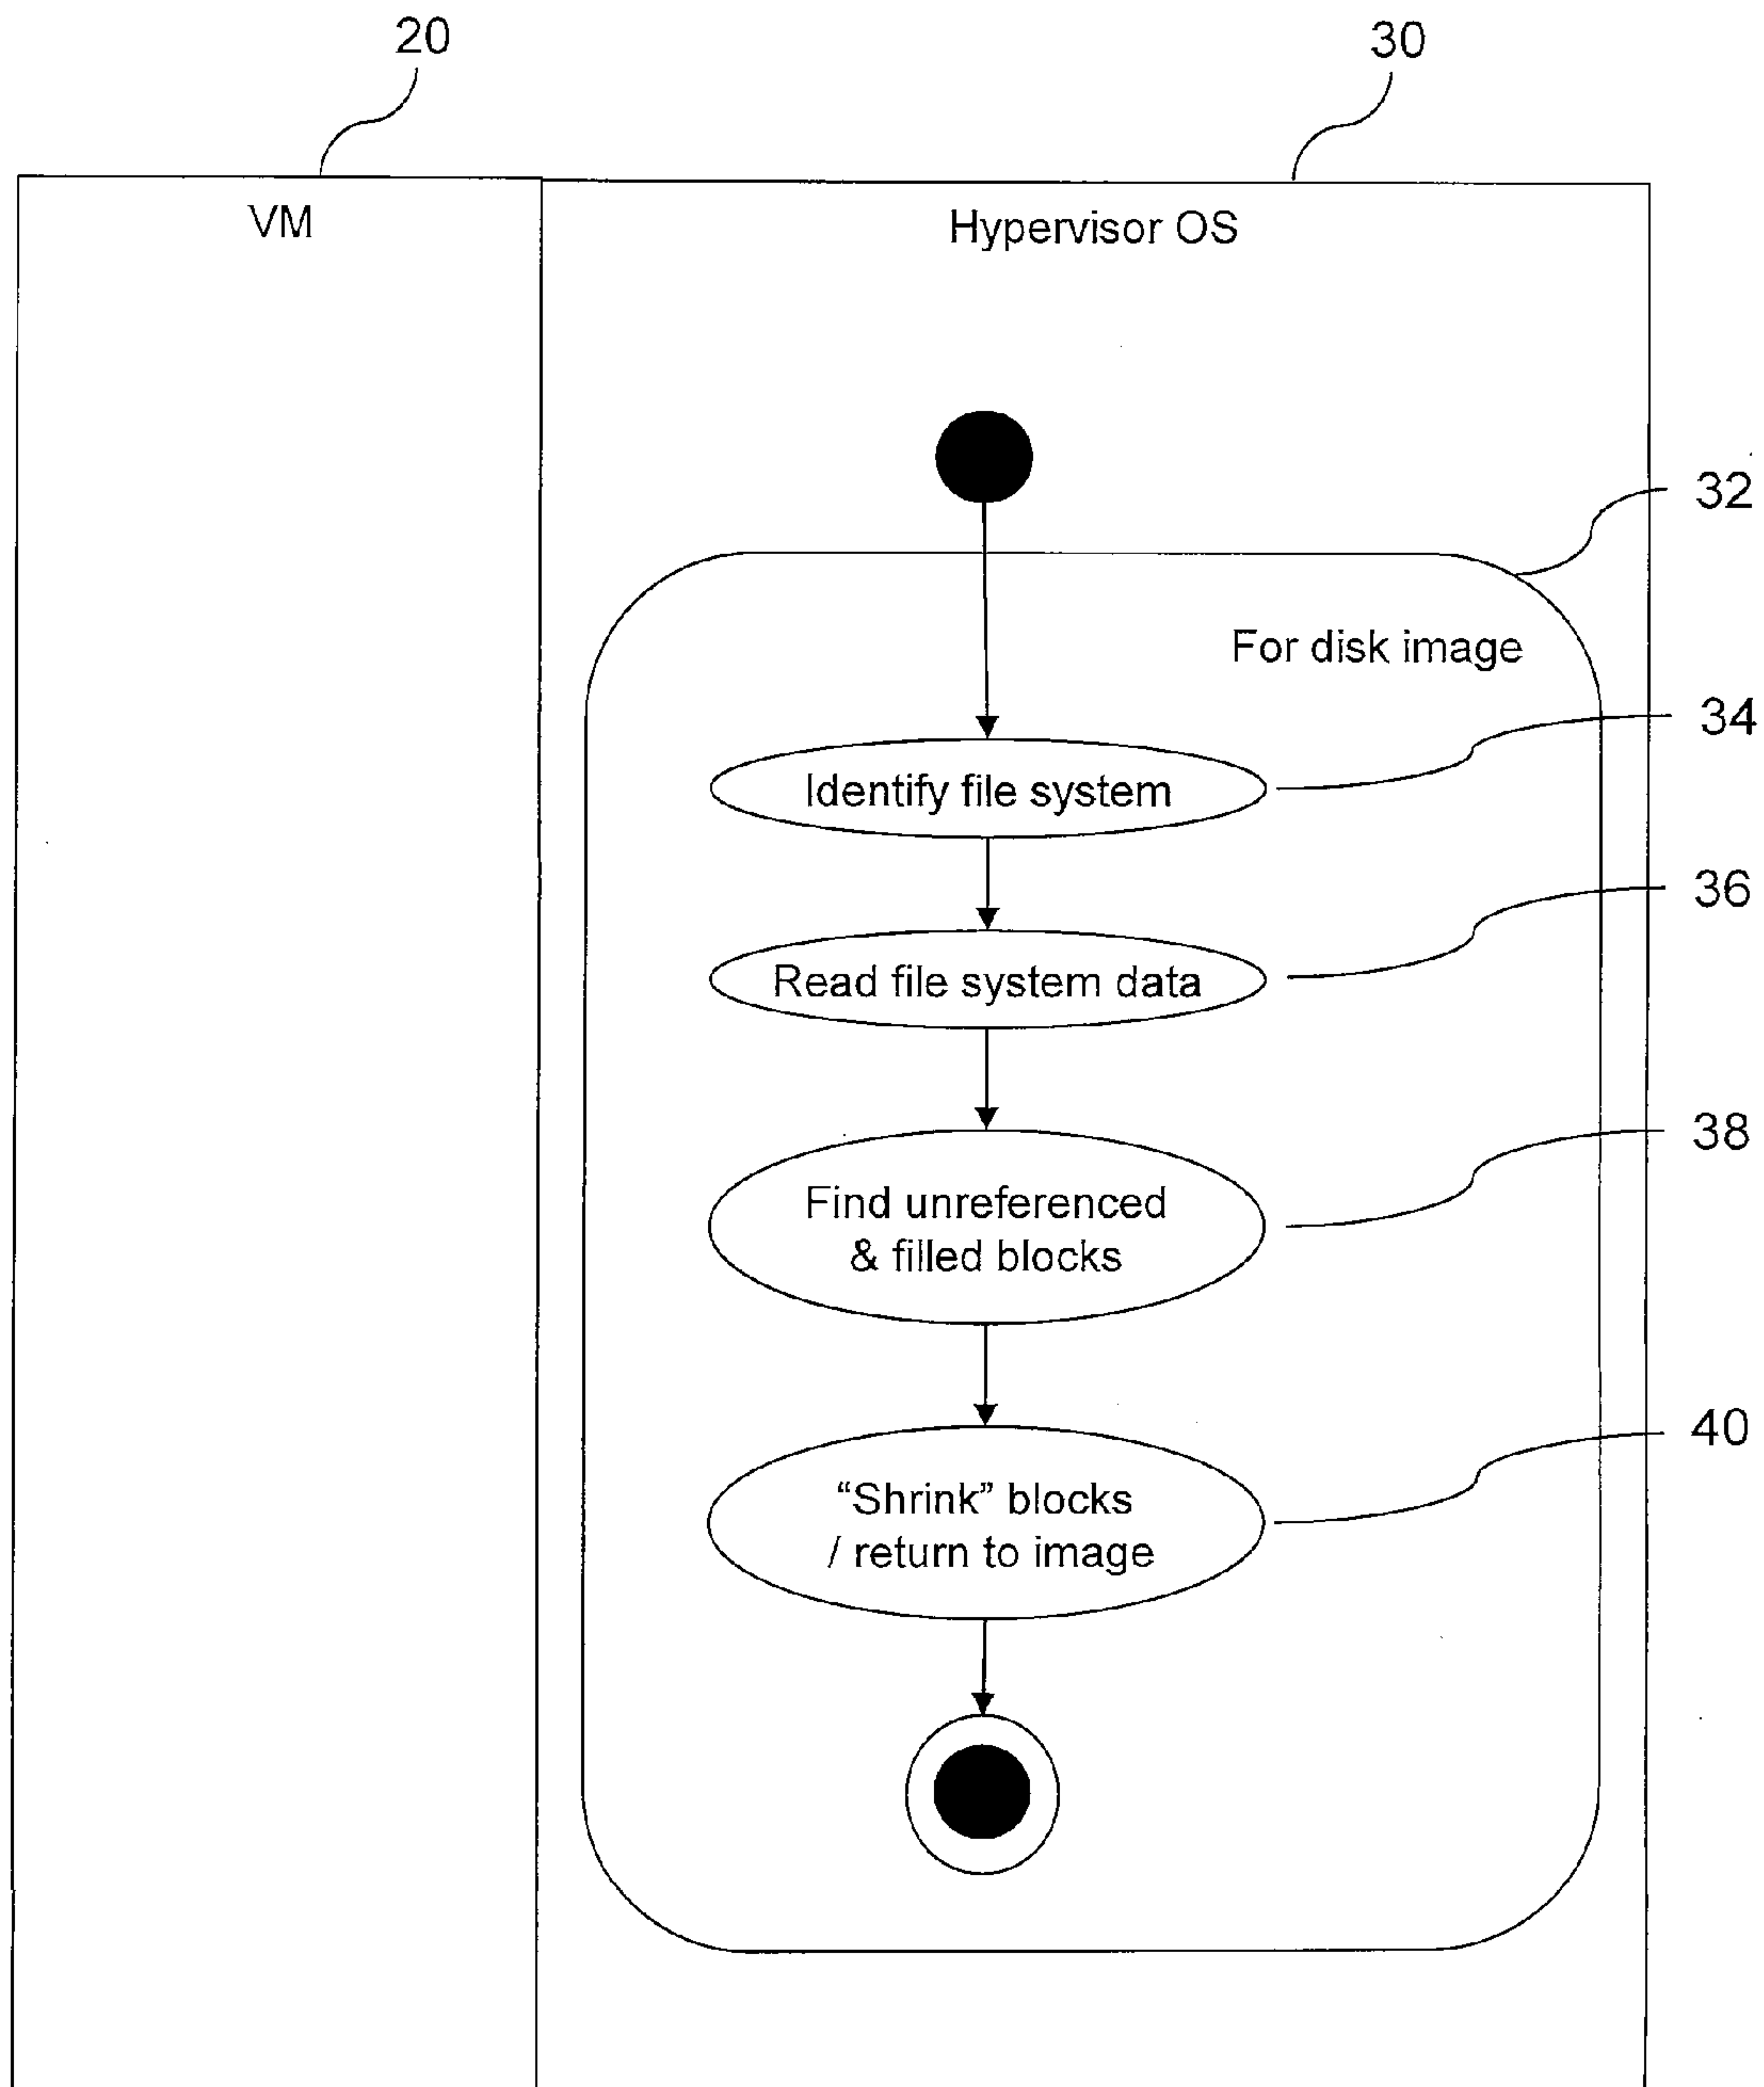 20
30
VM
Hypervisor OS
32
For disk image
34
Identify file system
36
Read file system data
38
Find unreferenced
& filled blocks
40
“Shrink” blocks
/ return to image